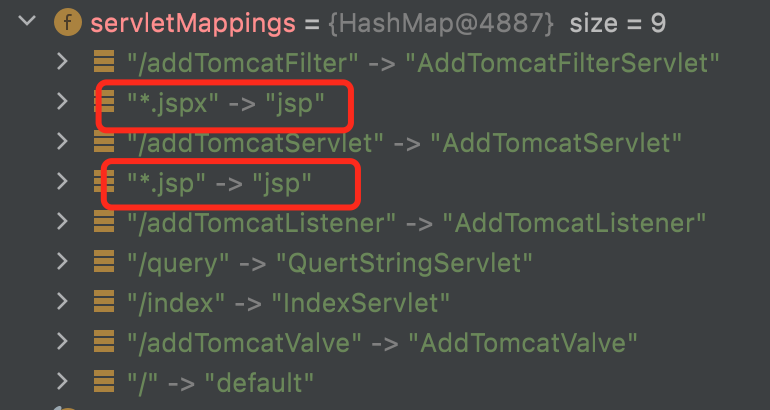 f servletMappings = {HashMap@4887} size = 9
"/addTomcatFilter" -> "AddTomcatFilterServlet"
"*.jspx" -> "jsp"
"/addTomcatServlet" -> "AddTomcatServlet"
"*.jsp" -> "jsp"
"/addTomcatListener" -> "AddTomcatListener"
"/query" -> "QuertStringServlet"
"/index" -> "IndexServlet"
"/addTomcatValve" -> "AddTomcatValve"
"/" -> "default"